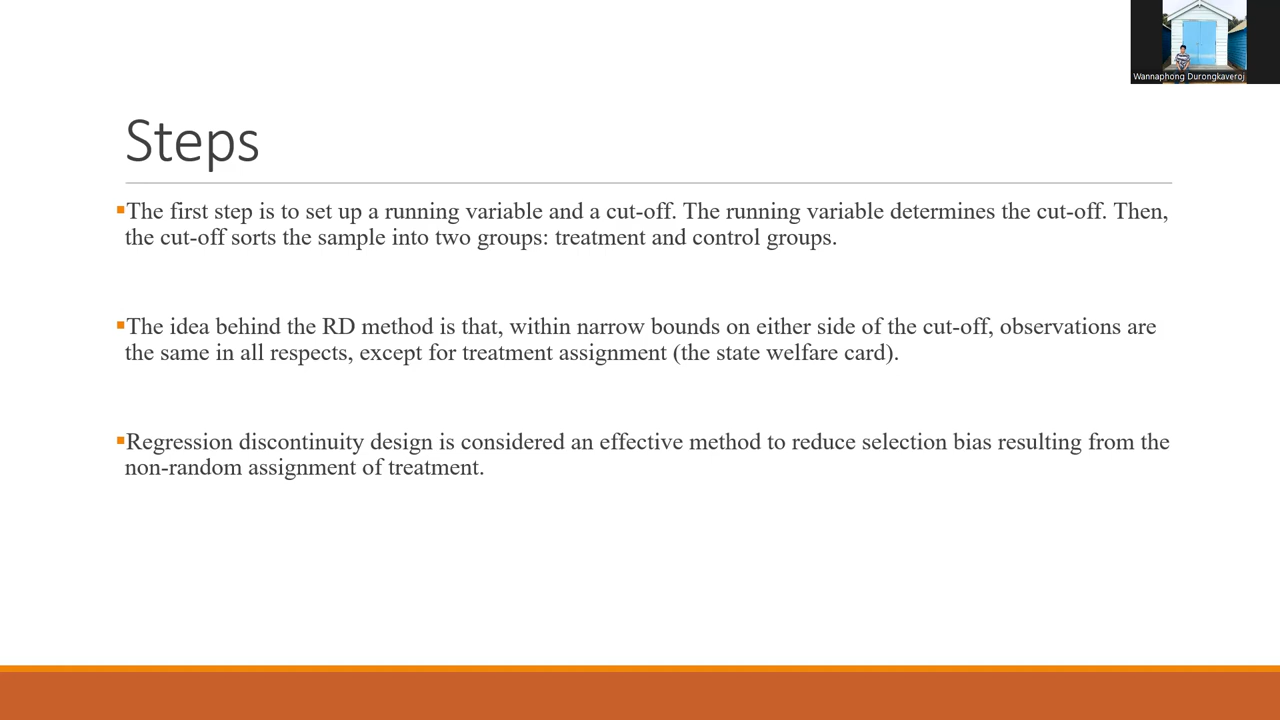 Wannaphong Durongkaveroj
Steps
▪The first step is to set up a running variable and a cut-off. The running variable determines the cut-off. Then,
the cut-off sorts the sample into two groups: treatment and control groups.
▪The idea behind the RD method is that, within narrow bounds on either side of the cut-off, observations are
the same in all respects, except for treatment assignment (the state welfare card).
▪Regression discontinuity design is considered an effective method to reduce selection bias resulting from the
non-random assignment of treatment.